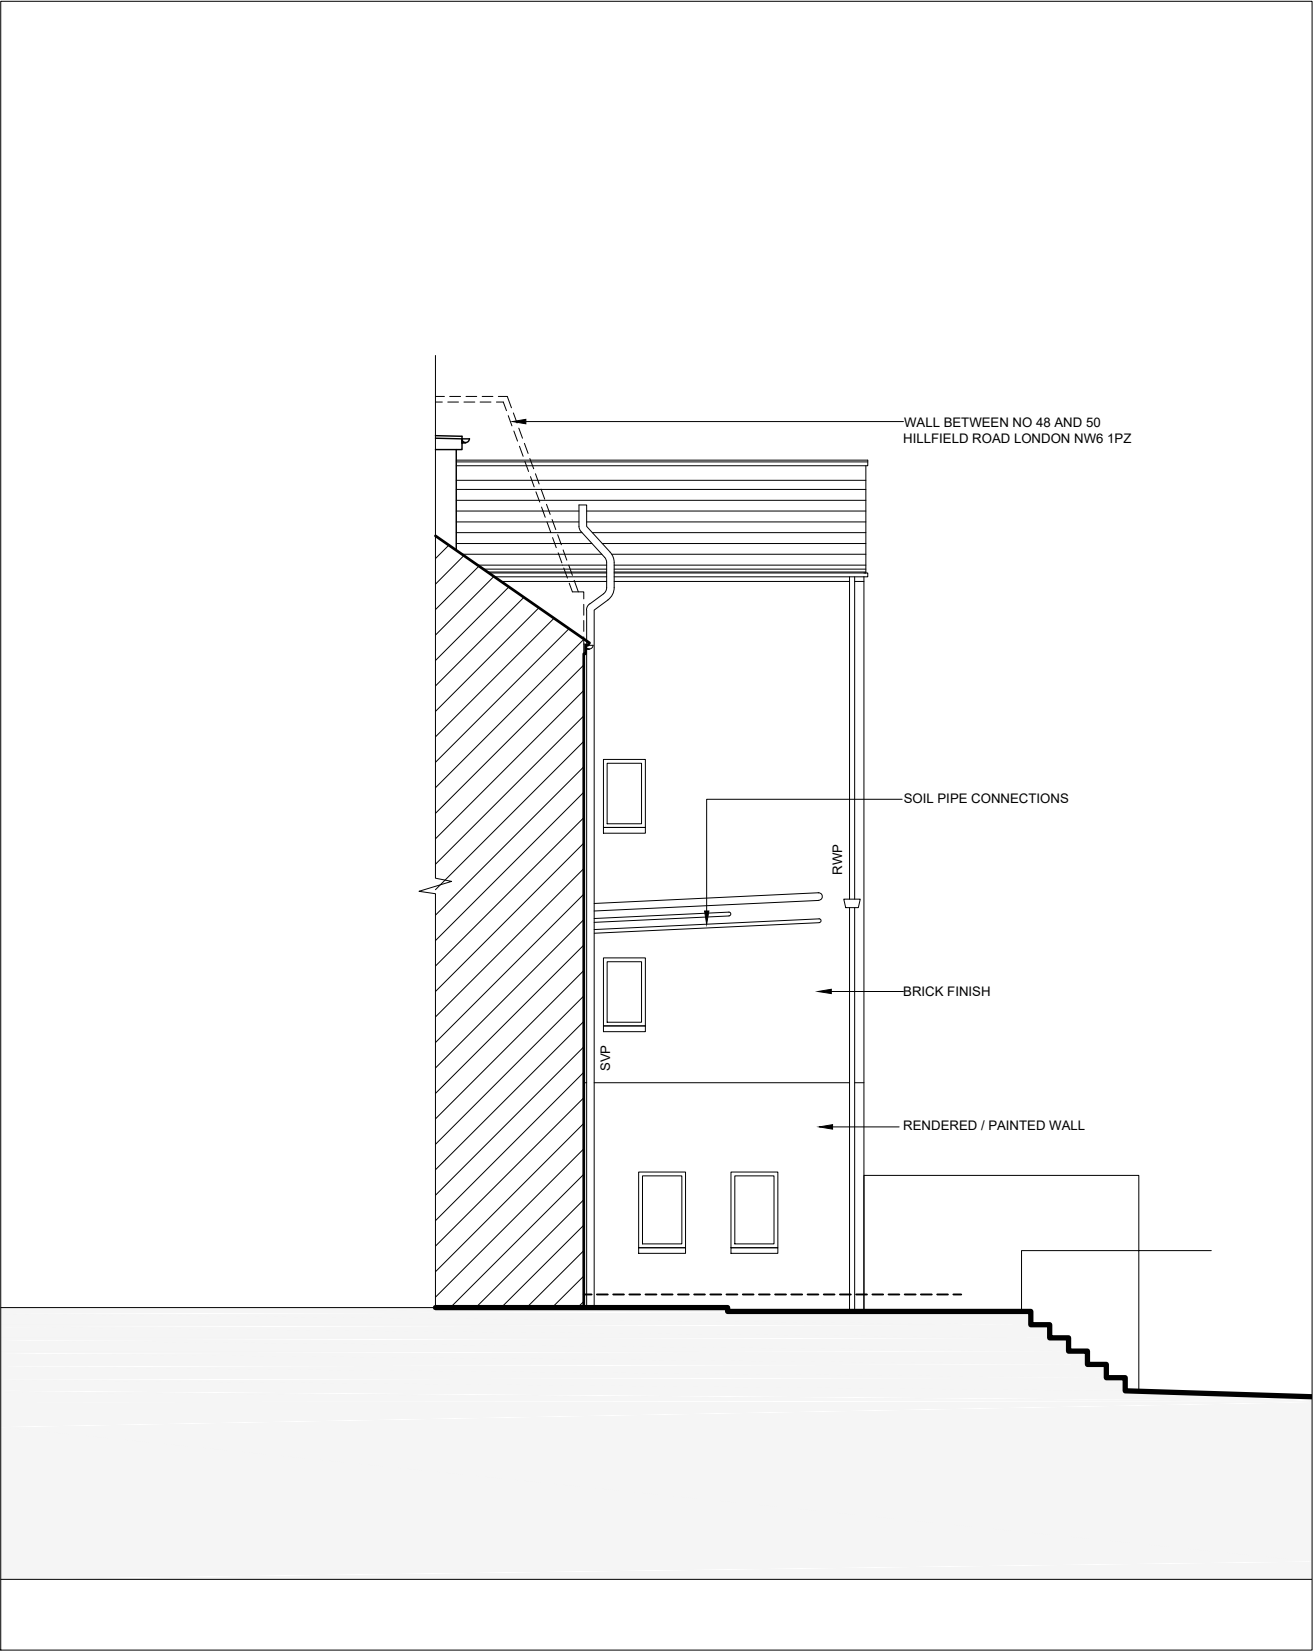 WALL BETWEEN NO 48 AND 50
HILLFIELD ROAD LONDON NW6 1PZ
SOIL PIPE CONNECTIONS
RWP
BRICK FINISH
SVP
RENDERED / PAINTED WALL